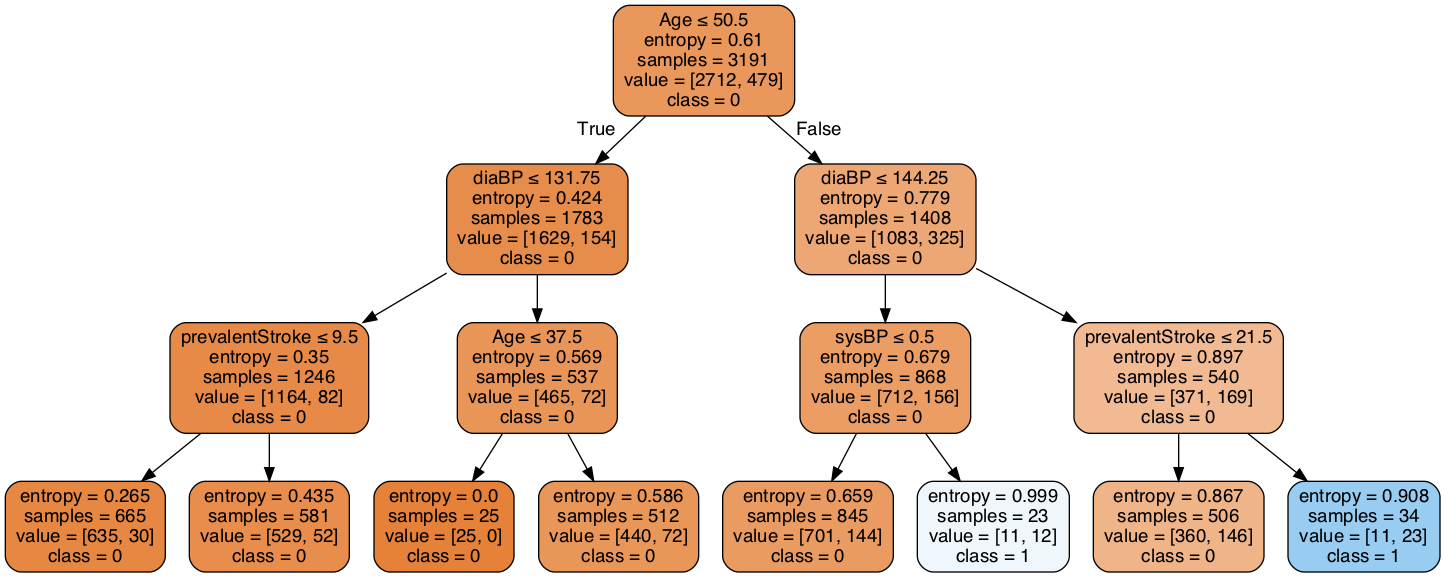 Age ≤ 50.5
entropy = 0.61
samples = 3191
value = [2712, 479]
class = 0
True
False
diaBP ≤ 131.75
entropy = 0.424
samples = 1783
value = [1629, 154]
class = 0
diaBP ≤ 144.25
entropy = 0.779
samples = 1408
value = [1083, 325]
class = 0
prevalentStroke ≤ 9.5
entropy = 0.35
samples = 1246
value = [1164, 82]
class = 0
Age ≤ 37.5
entropy = 0.569
samples = 537
value = [465, 72]
class = 0
sysBP ≤ 0.5
entropy = 0.679
samples = 868
value = [712, 156]
class = 0
prevalentStroke ≤ 21.5
entropy = 0.897
samples = 540
value = [371, 169]
class = 0
entropy = 0.265
samples = 665
value = [635, 30]
class = 0
entropy = 0.435
samples = 581
value = [529, 52]
class = 0
entropy = 0.0
samples = 25
value = [25, 0]
class = 0
entropy = 0.586
samples = 512
value = [440, 72]
class = 0
entropy = 0.659
samples = 845
value = [701, 144]
class = 0
entropy = 0.999
samples = 23
value = [11, 12]
class = 1
entropy = 0.867
samples = 506
value = [360, 146]
class = 0
entropy = 0.908
samples = 34
value = [11, 23]
class = 1